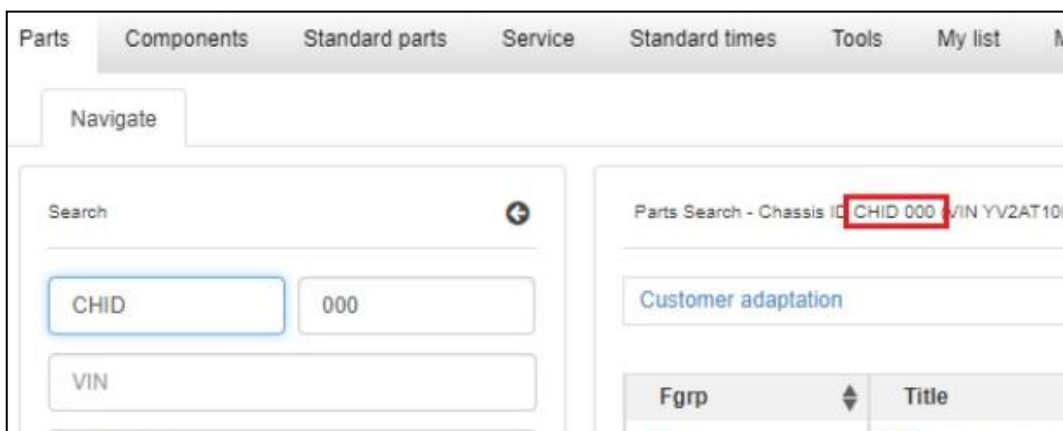 Parts Components Standard parts Service Standard times Tools My list
Navigate
Search
Parts Search - Chassis ID CHID 000 (VIN YV2AT10
CHID 000
Customer adaptation
VIN
Fgrp Title